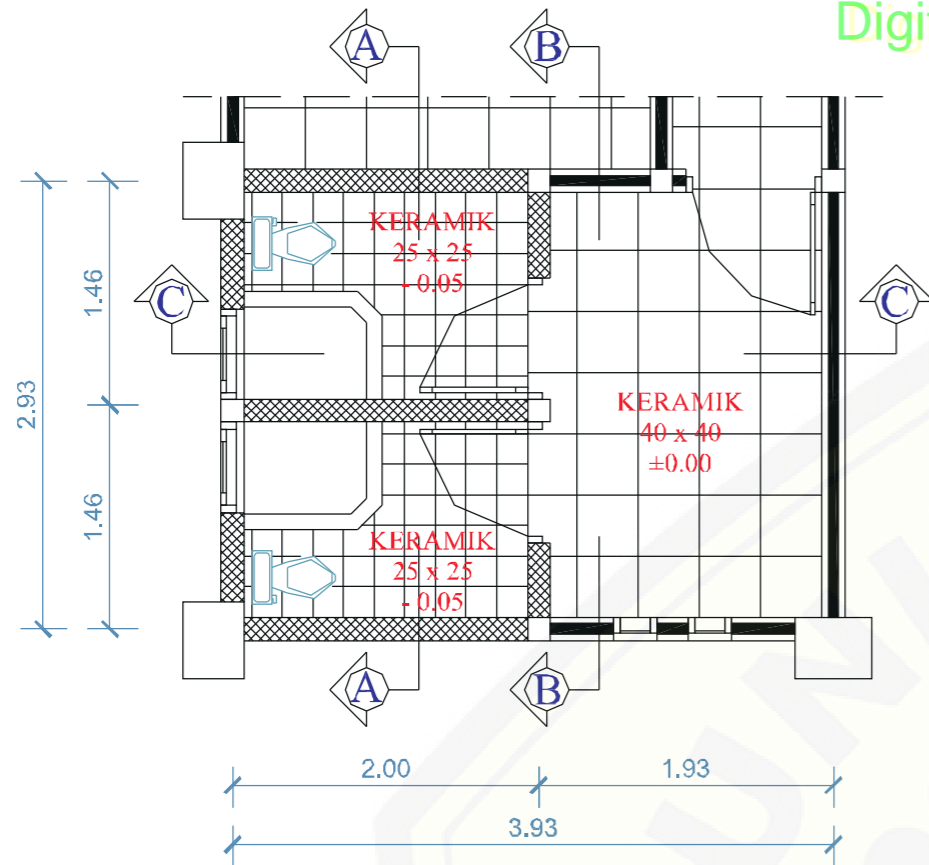 Digi
A
B
KERAMIK
25 x 25
- 0.05
C
C
1.46
2.93
KERAMIK
40 x 40
±0.00
1.46
KERAMIK
25 x 25
- 0.05
A
B
2.00
1.93
3.93
UNI